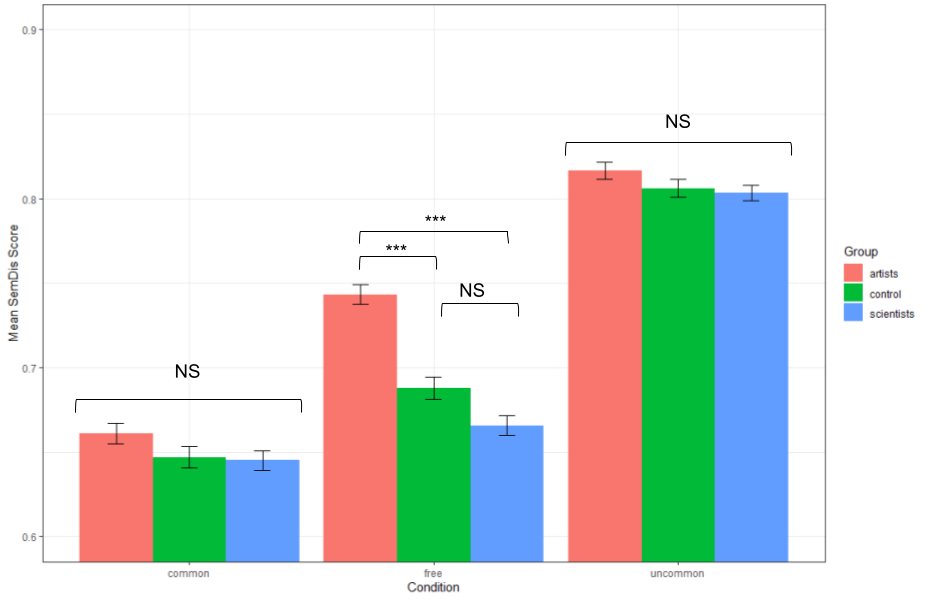 0.9
NS
0.8
***
***
NS
Mean SemDis Score
Group
artists
control
scientists
0.7
NS
0.6
common
free
uncommon
Condition